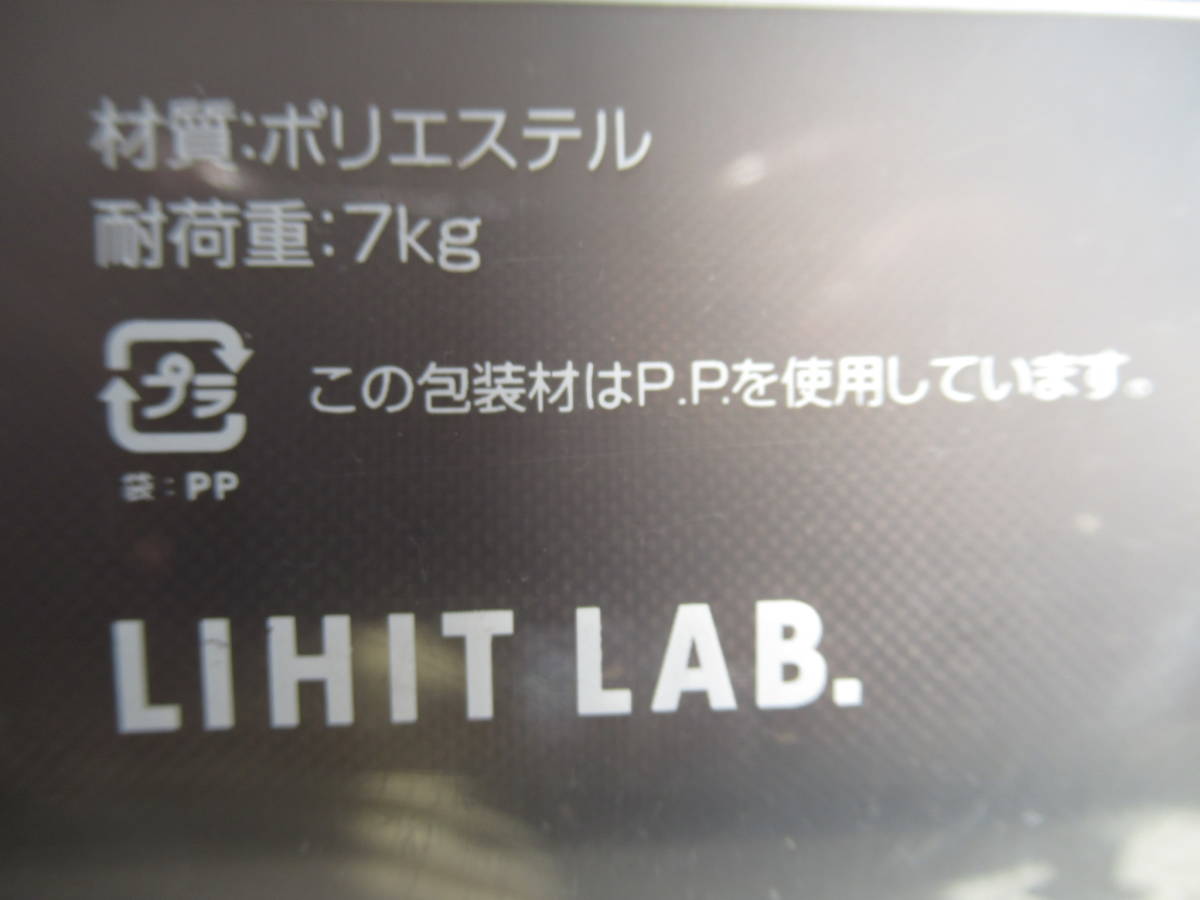 材質:ポリエステル
耐荷重:7kg
プラ
この包装材はP.P.を使用しています。
袋:PP
LIHIT LAB.